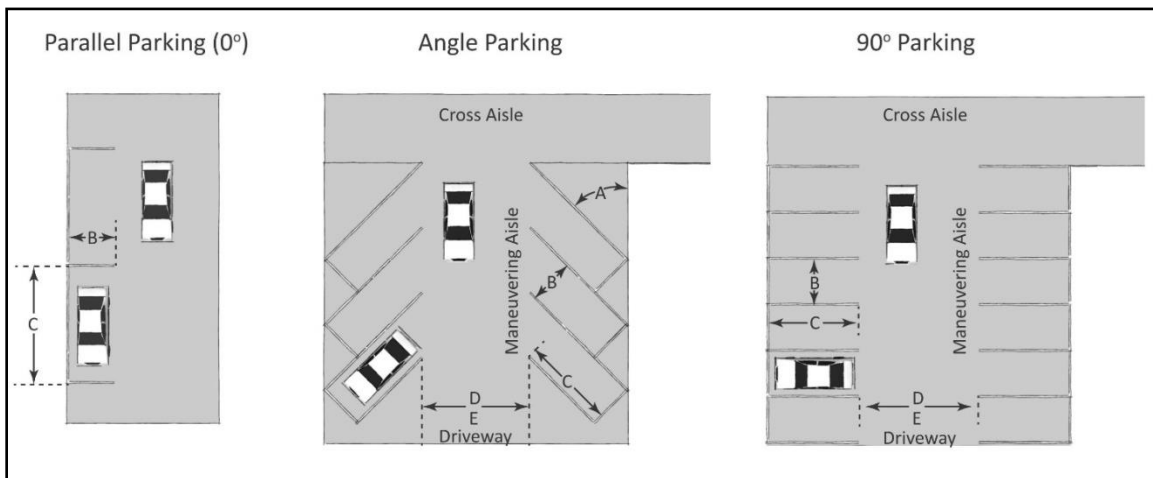 Parallel Parking (0°)
Angle Parking
90° Parking
B
C
Cross Aisle
A
Maneuvering Aisle
B
C
D
E
Driveway
Cross Aisle
Maneuvering Aisle
B
C
D
E
Driveway